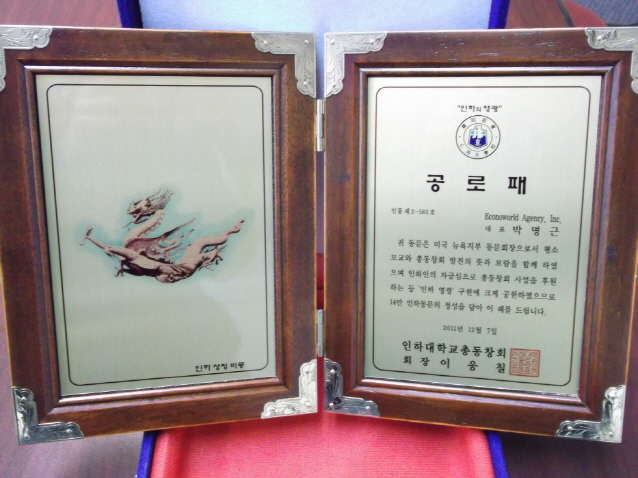 인하상징비룡
"인하의 영광"
공로패
인동 제 2-583 호
Econoworld Agency, Inc.
대표 박명근
귀 동문은 미국 뉴욕지부 동문회장으로서 평소
모교와 총동창회 발전의 뜻과 보람을 함께 하였
으며 인하인의 자긍심으로 총동창회 사업을 후원
하는 등 '인하 영광' 구현에 크게 공헌하였으므로
14만 인하동문의 정성을 담아 이 패를 드립니다.
2011년 12월 7일
인하대학교총동창회
회장 이응칠